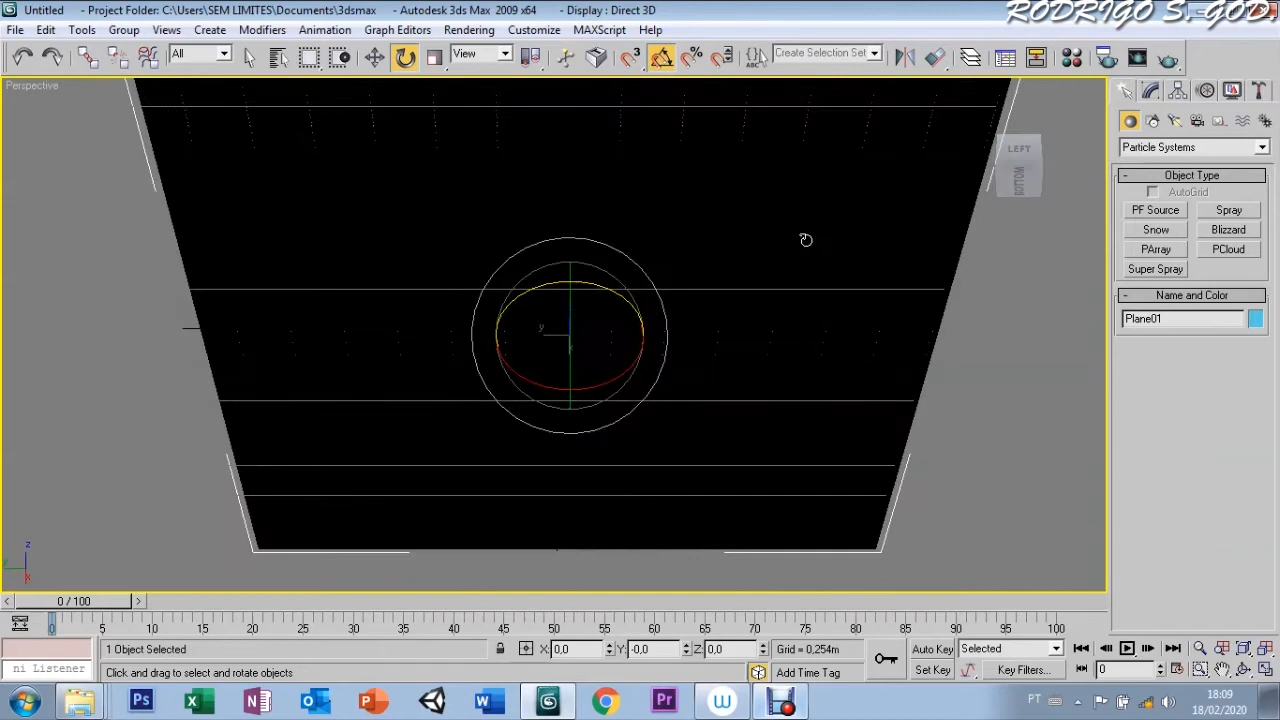 Untitled - Project Folder: C:\Users\SEM LIMITES\Documents\3dsmax - Autodesk 3ds Max 2009 x64 - Display : Direct 3D
RODRIGO S. GOD
File Edit Tools Group Views Create Modifiers Animation Graph Editors Rendering Customize MAXScript Help
All View 3 % ABC Create Selection Set
Perspective
LEFT
BOTTOM
Particle Systems
- Object Type
AutoGrid
PF Source Spray
Snow Blizzard
PArray PCloud
Super Spray
- Name and Color
Plane01
y
x
z
y x
< 0 / 100 >
0 5 10 15 20 25 30 35 40 45 50 55 60 65 70 75 80 85 90 95 100
1 Object Selected X: 0,0 Y: -0,0 Z: 0,0 Grid = 0,254m Auto Key Selected
ni Listener Click and drag to select and rotate objects Add Time Tag Set Key Key Filters... 0
Ps X N O P W Pr W PT 18:09
18/02/2020